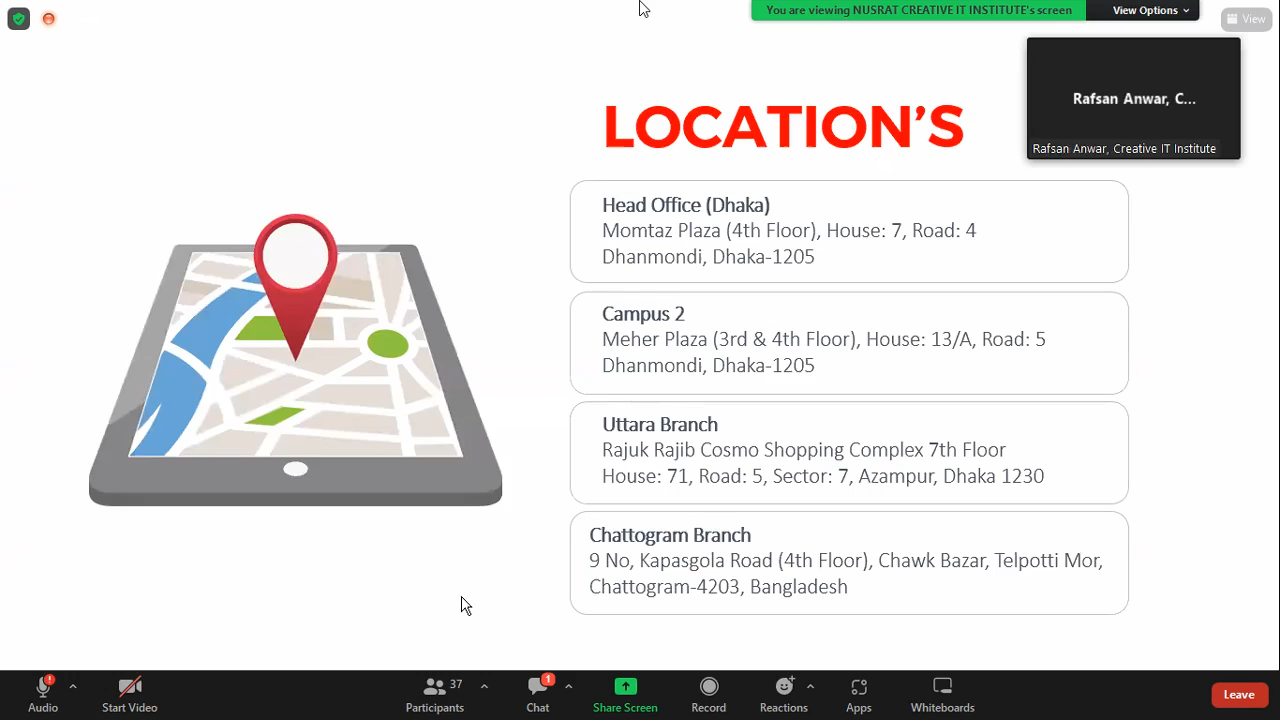 You are viewing NUSRAT CREATIVE IT INSTITUTE's screen
View Options
View
Rafsan Anwar, C...
Rafsan Anwar, Creative IT Institute
LOCATION’S
Head Office (Dhaka)
Momtaz Plaza (4th Floor), House: 7, Road: 4
Dhanmondi, Dhaka-1205
Campus 2
Meher Plaza (3rd & 4th Floor), House: 13/A, Road: 5
Dhanmondi, Dhaka-1205
Uttara Branch
Rajuk Rajib Cosmo Shopping Complex 7th Floor
House: 71, Road: 5, Sector: 7, Azampur, Dhaka 1230
Chattogram Branch
9 No, Kapasgola Road (4th Floor), Chawk Bazar, Telpotti Mor,
Chattogram-4203, Bangladesh
! 37 1
Audio Start Video Participants Chat Share Screen Record Reactions Apps Whiteboards Leave